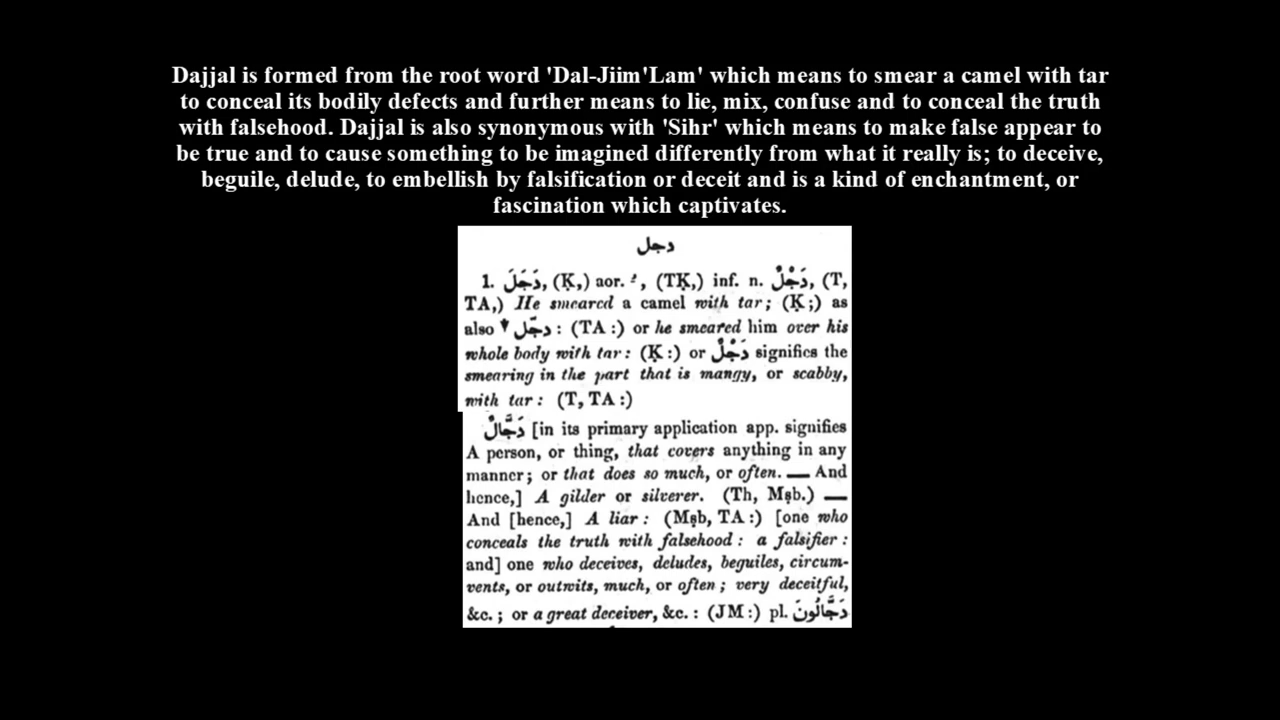 Dajjal is formed from the root word 'Dal-Jiim'Lam' which means to smear a camel with tar
to conceal its bodily defects and further means to lie, mix, confuse and to conceal the truth
with falsehood. Dajjal is also synonymous with 'Sihr' which means to make false appear to
be true and to cause something to be imagined differently from what it really is; to deceive,
beguile, delude, to embellish by falsification or deceit and is a kind of enchantment, or
fascination which captivates.
دجل
1. دَجَلَ, (Ḳ,) aor. ـُ, (TḲ,) inf. n. دَجْلٌ, (T,
TA,) He smeared a camel with tar; (Ḳ;) as
also ▼ دجّل: (TA:) or he smeared him over his
whole body with tar: (Ḳ:) or دَجْلٌ signifies the
smearing in the part that is mangy, or scabby,
with tar: (T, TA:)
دَجَّالٌ [in its primary application app. signifies
A person, or thing, that covers anything in any
manner; or that does so much, or often. — And
hence,] A gilder or silverer. (Th, Mṣb.) —
And [hence,] A liar: (Mṣb, TA:) [one who
conceals the truth with falsehood: a falsifier:
and] one who deceives, deludes, beguiles, circum-
vents, or outwits, much, or often; very deceitful,
&c.; or a great deceiver, &c.: (JM:) pl. دَجَّالُونَ